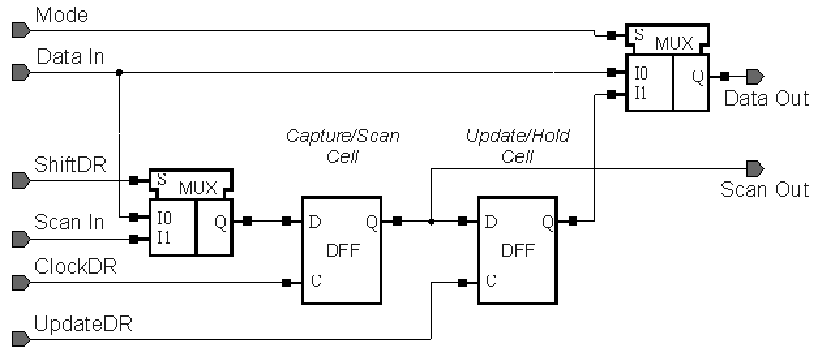 Mode
S
MUX
Data In
I0
Q
I1
Data Out
Capture/Scan
Cell
Update/Hold
Cell
ShiftDR
S
MUX
Scan Out
Scan In
I0
Q
I1
D
Q
DFF
C
D
Q
DFF
C
ClockDR
UpdateDR